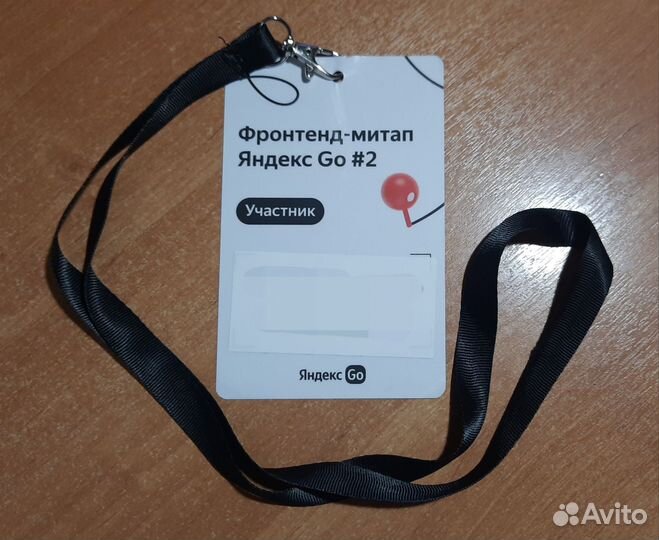 Фронтенд-митап
Яндекс Go #2
Участник
Яндекс Go
Avito